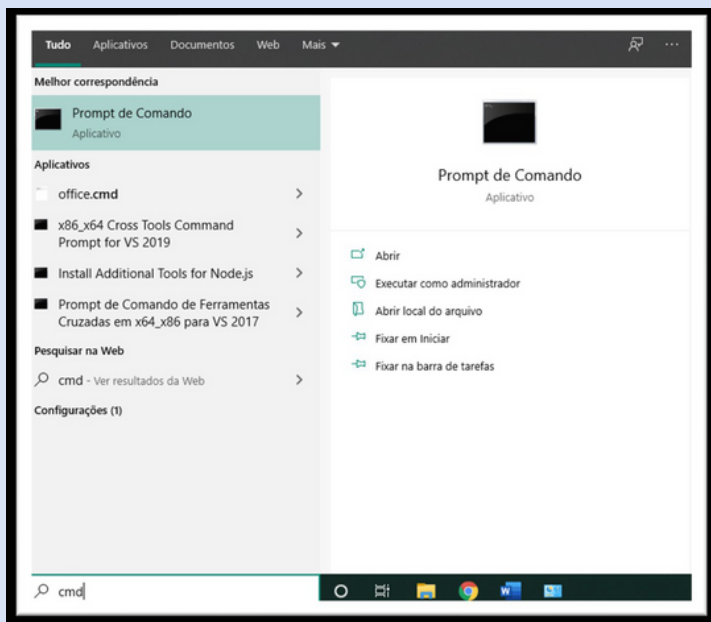 Tudo Aplicativos Documentos Web Mais
Melhor correspondência
Prompt de Comando
Aplicativo
Aplicativos
office.cmd
x86_x64 Cross Tools Command
Prompt for VS 2019
Install Additional Tools for Node.js
Prompt de Comando de Ferramentas
Cruzadas em x64_x86 para VS 2017
Pesquisar na Web
cmd - Ver resultados da Web
Configurações (1)
Prompt de Comando
Aplicativo
Abrir
Executar como administrador
Abrir local do arquivo
Fixar em Iniciar
Fixar na barra de tarefas
cmd